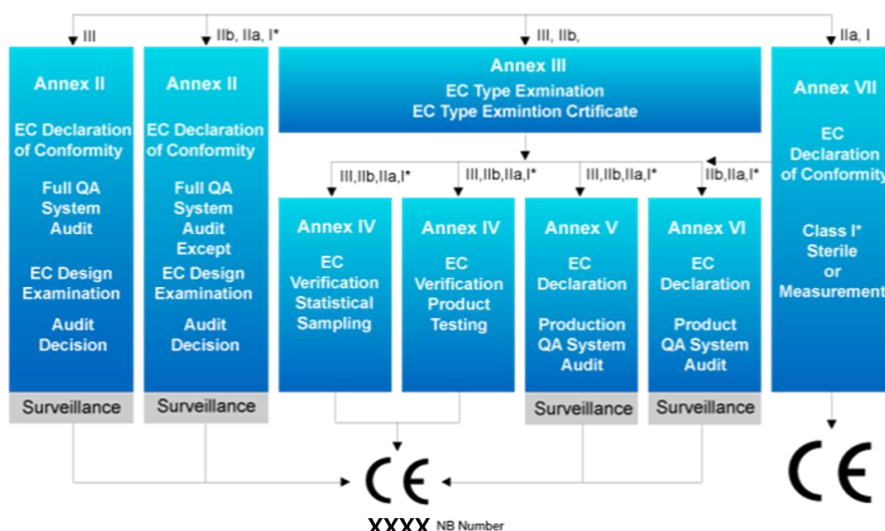 III
IIb, IIa, I*
III, IIb,
IIa, I
Annex II
EC Declaration
of Conformity
Full QA
System
Audit
EC Design
Examination
Audit
Decision
Surveillance
Annex II
EC Declaration
of Conformity
Full QA
System
Audit
Except
EC Design
Examination
Audit
Decision
Surveillance
Annex III
EC Type Exmination
EC Type Exmintion Crtificate
III,IIb,IIa,I*
III,IIb,IIa,I*
III,IIb,IIa,I*
IIb,IIa,I*
Annex IV
EC
Verification
Statistical
Sampling
Annex IV
EC
Verification
Product
Testing
Annex V
EC
Declaration
Production
QA System
Audit
Surveillance
Annex VI
EC
Declaration
Product
QA System
Audit
Surveillance
Annex VII
EC
Declaration
of Conformity
Class I*
Sterile
or
Measurement
CE
XXXX NB Number
CE